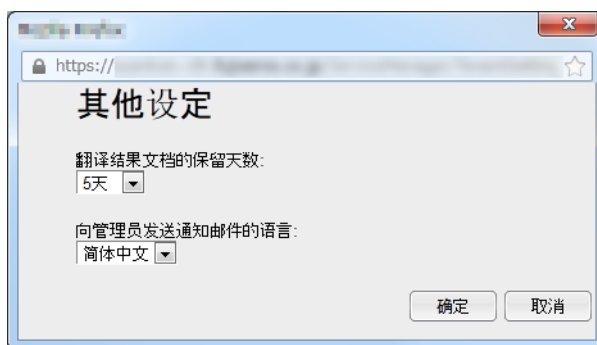 https://
其他设定
翻译结果文档的保留天数:
5天
向管理员发送通知邮件的语言:
简体中文
确定 取消